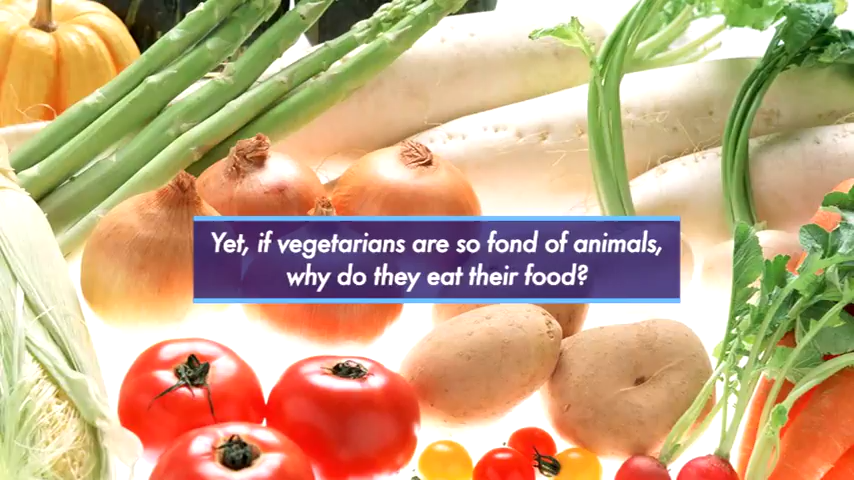 Yet, if vegetarians are so fond of animals,
why do they eat their food?